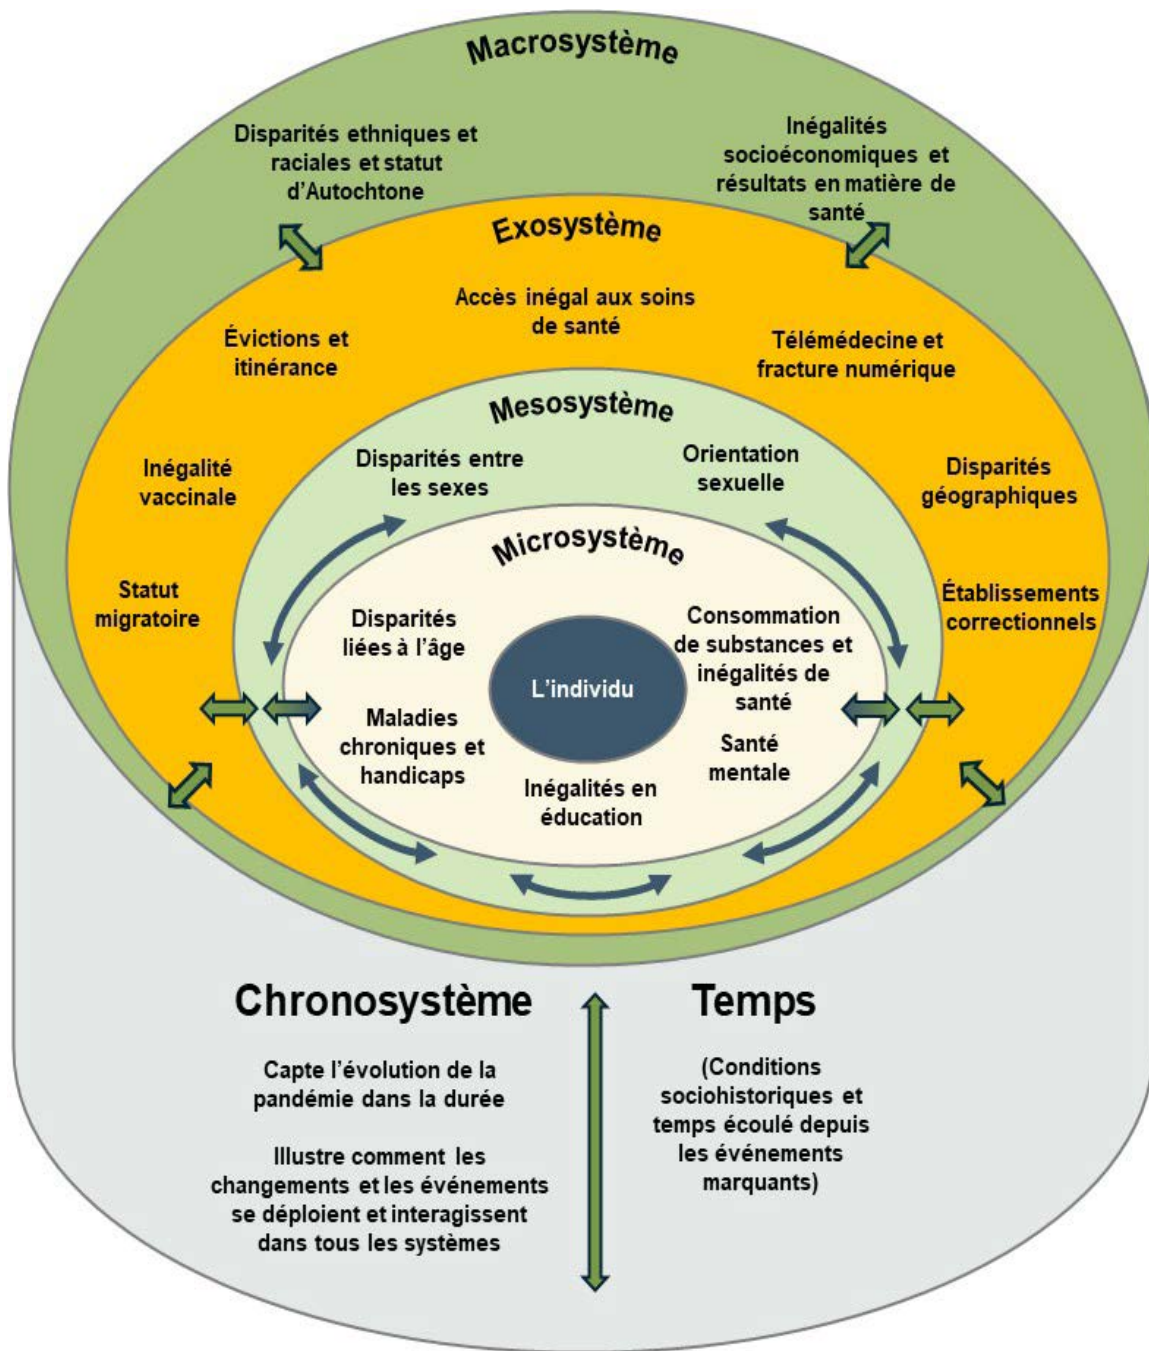 Macrosystème
Disparités ethniques et
raciales et statut
d’Autochtone
Inégalités
socioéconomiques et
résultats en matière de
santé
Exosystème
Accès inégal aux soins
de santé
Évictions et
itinérance
Télémédecine et
fracture numérique
Inégalité
vaccinale
Disparités
géographiques
Statut
migratoire
Établissements
correctionnels
Mesosystème
Disparités entre
les sexes
Orientation
sexuelle
Microsystème
Disparités
liées à l’âge
Consommation
de substances et
inégalités de
santé
L’individu
Maladies
chroniques et
handicaps
Santé
mentale
Inégalités en
éducation
Chronosystème
Capte l’évolution de la
pandémie dans la durée
Illustre comment les
changements et les événements
se déploient et interagissent
dans tous les systèmes
Temps
(Conditions
sociohistoriques et
temps écoulé depuis
les événements
marquants)